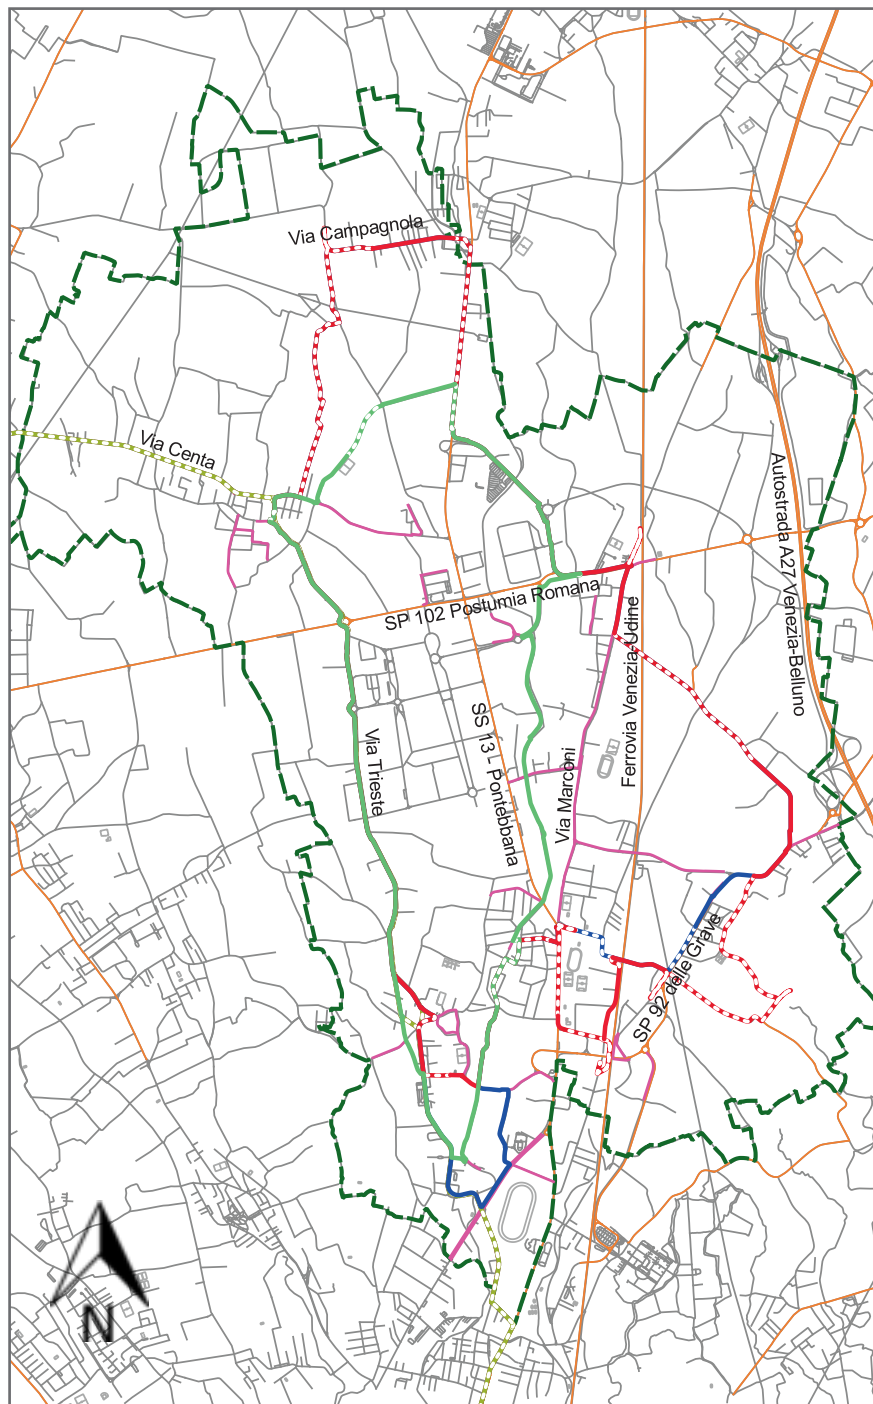 Via Campagnola
Via Centa
Autostrada A27 Venezia-Belluno
SP 102 Postumia Romana
Ferrovia Venezia-Udine
SS 13 - Pontebbana
Via Trieste
Via Marconi
SP 92 delle Grave
N